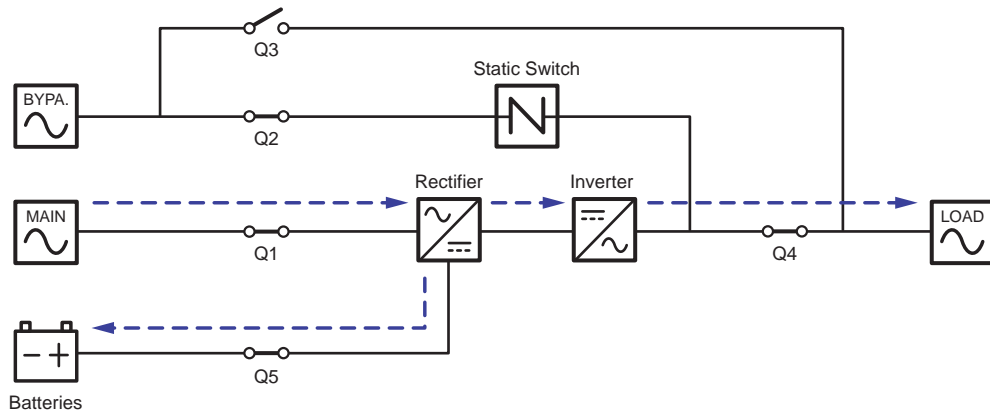 Q3
Static Switch
BYPA.
Q2
Rectifier
Inverter
MAIN
LOAD
Q1
Q4
Q5
Batteries